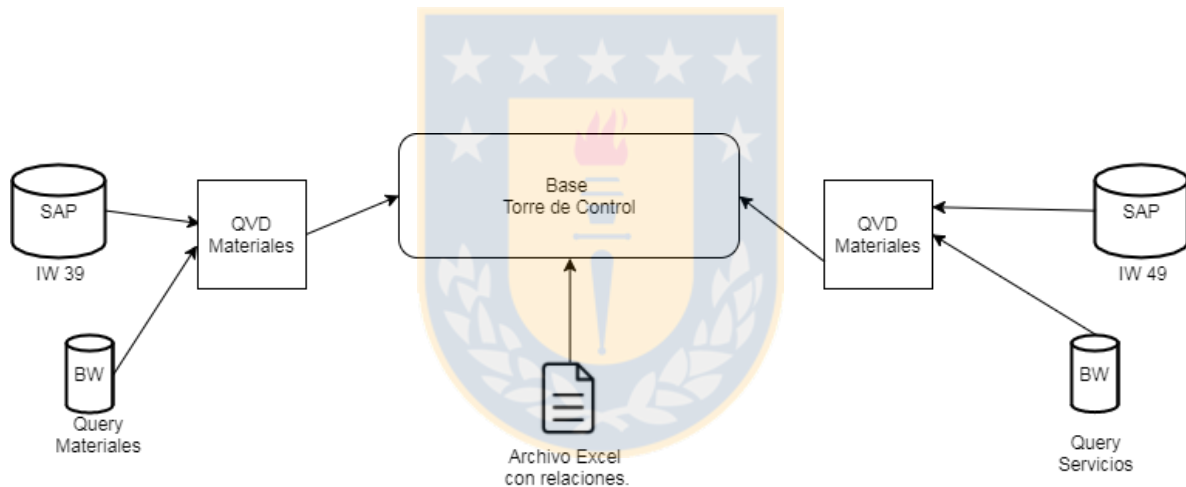 SAP
IW 39
BW
Query
Materiales
QVD
Materiales
Base
Torre de Control
Archivo Excel
con relaciones.
QVD
Materiales
SAP
IW 49
BW
Query
Servicios